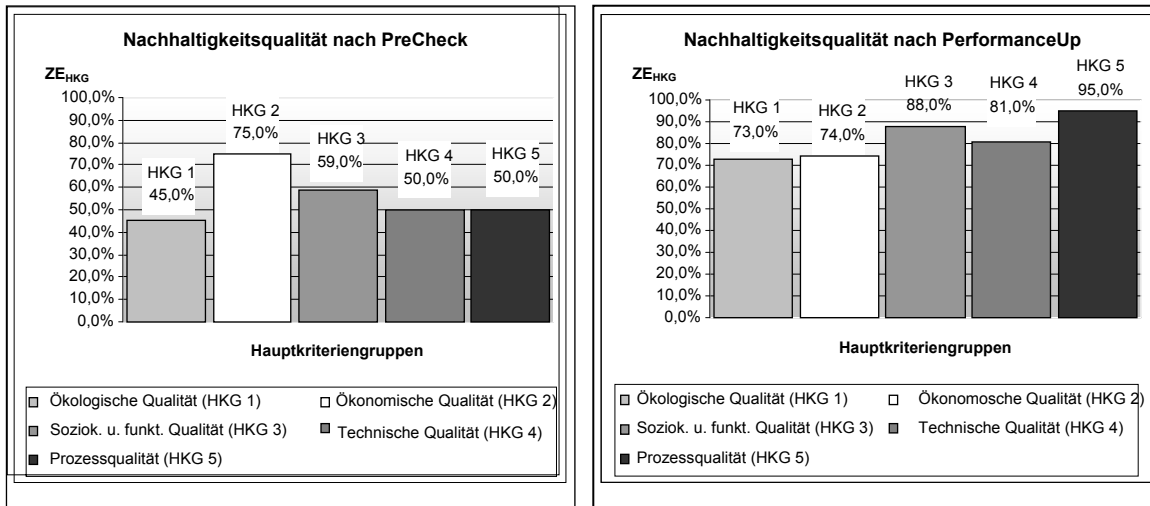 Nachhaltigkeitsqualität nach PreCheck
ZE_HKG
100,0%
90,0%
80,0%
70,0%
60,0%
50,0%
40,0%
30,0%
20,0%
10,0%
0,0%
HKG 1
45,0%
HKG 2
75,0%
HKG 3
59,0%
HKG 4
50,0%
HKG 5
50,0%
Hauptkriteriengruppen
Ökologische Qualität (HKG 1)
Ökonomische Qualität (HKG 2)
Soziok. u. funkt. Qualität (HKG 3)
Technische Qualität (HKG 4)
Prozessqualität (HKG 5)
Nachhaltigkeitsqualität nach PerformanceUp
ZE_HKG
100,0%
90,0%
80,0%
70,0%
60,0%
50,0%
40,0%
30,0%
20,0%
10,0%
0,0%
HKG 1
73,0%
HKG 2
74,0%
HKG 3
88,0%
HKG 4
81,0%
HKG 5
95,0%
Hauptkriteriengruppen
Ökologische Qualität (HKG 1)
Ökonomosche Qualität (HKG 2)
Soziok. u. funkt. Qualität (HKG 3)
Technische Qualität (HKG 4)
Prozessqualität (HKG 5)